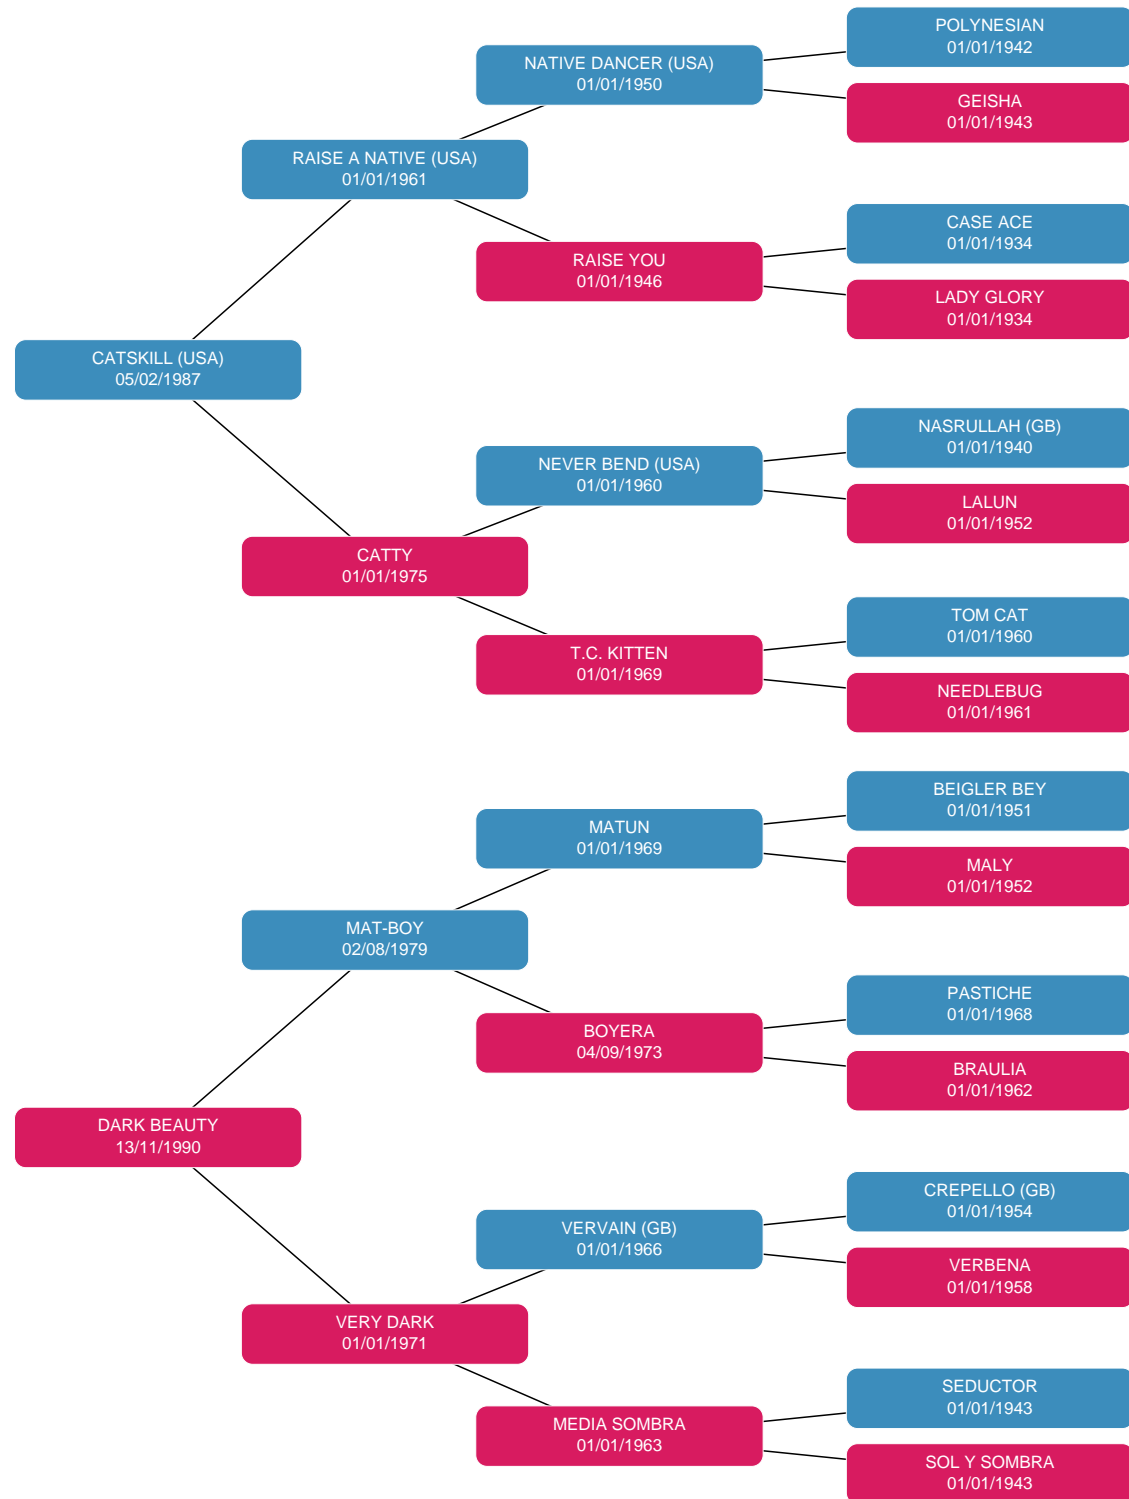 POLYNESIAN
01/01/1942
NATIVE DANCER (USA)
01/01/1950
GEISHA
01/01/1943
RAISE A NATIVE (USA)
01/01/1961
CASE ACE
01/01/1934
RAISE YOU
01/01/1946
LADY GLORY
01/01/1934
CATSKILL (USA)
05/02/1987
NASRULLAH (GB)
01/01/1940
NEVER BEND (USA)
01/01/1960
LALUN
01/01/1952
CATTY
01/01/1975
TOM CAT
01/01/1960
T.C. KITTEN
01/01/1969
NEEDLEBUG
01/01/1961
BEIGLER BEY
01/01/1951
MATUN
01/01/1969
MALY
01/01/1952
MAT-BOY
02/08/1979
PASTICHE
01/01/1968
BOYERA
04/09/1973
BRAULIA
01/01/1962
DARK BEAUTY
13/11/1990
CREPELLO (GB)
01/01/1954
VERVAIN (GB)
01/01/1966
VERBENA
01/01/1958
VERY DARK
01/01/1971
SEDUCTOR
01/01/1943
MEDIA SOMBRA
01/01/1963
SOL Y SOMBRA
01/01/1943